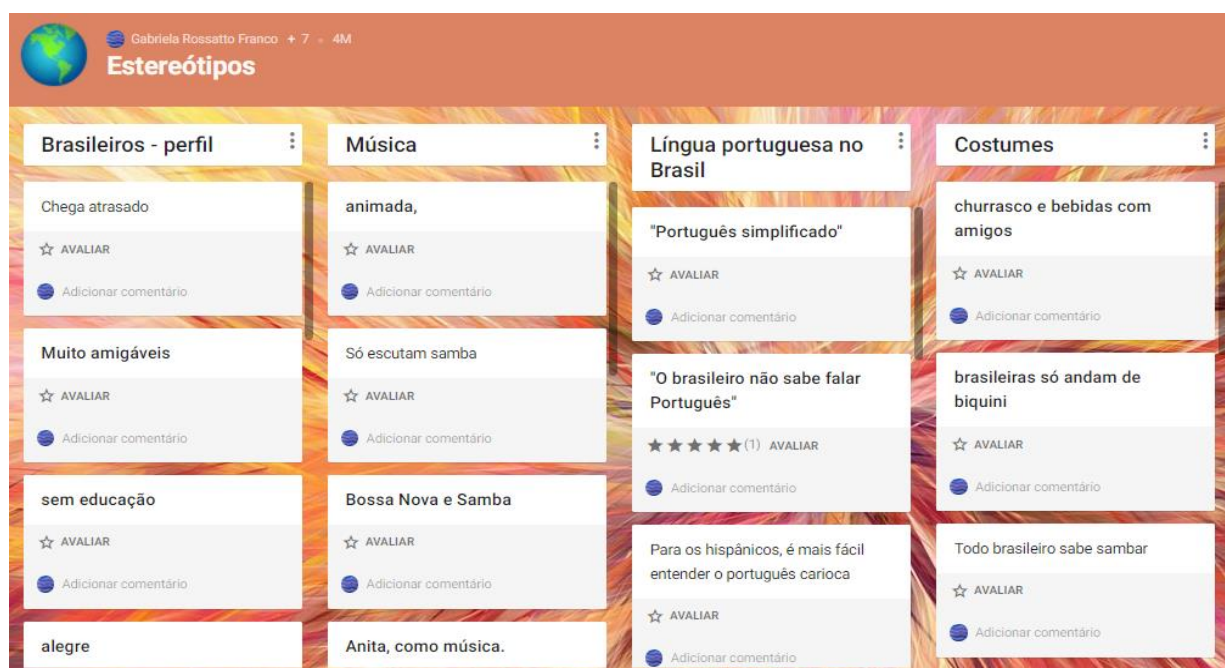 Gabriela Rossatto Franco + 7 • 4M
Estereótipos
Brasileiros - perfil
Chega atrasado
AVALIAR
Adicionar comentário
Muito amigáveis
AVALIAR
Adicionar comentário
sem educação
AVALIAR
Adicionar comentário
alegre
Música
animada,
AVALIAR
Adicionar comentário
Só escutam samba
AVALIAR
Adicionar comentário
Bossa Nova e Samba
AVALIAR
Adicionar comentário
Anita, como música.
Língua portuguesa no
Brasil
"Português simplificado"
AVALIAR
Adicionar comentário
"O brasileiro não sabe falar
Português"
(1) AVALIAR
Adicionar comentário
Para os hispânicos, é mais fácil
entender o português carioca
AVALIAR
Adicionar comentário
Costumes
churrasco e bebidas com
amigos
AVALIAR
Adicionar comentário
brasileiras só andam de
biquini
AVALIAR
Adicionar comentário
Todo brasileiro sabe sambar
AVALIAR
Adicionar comentário